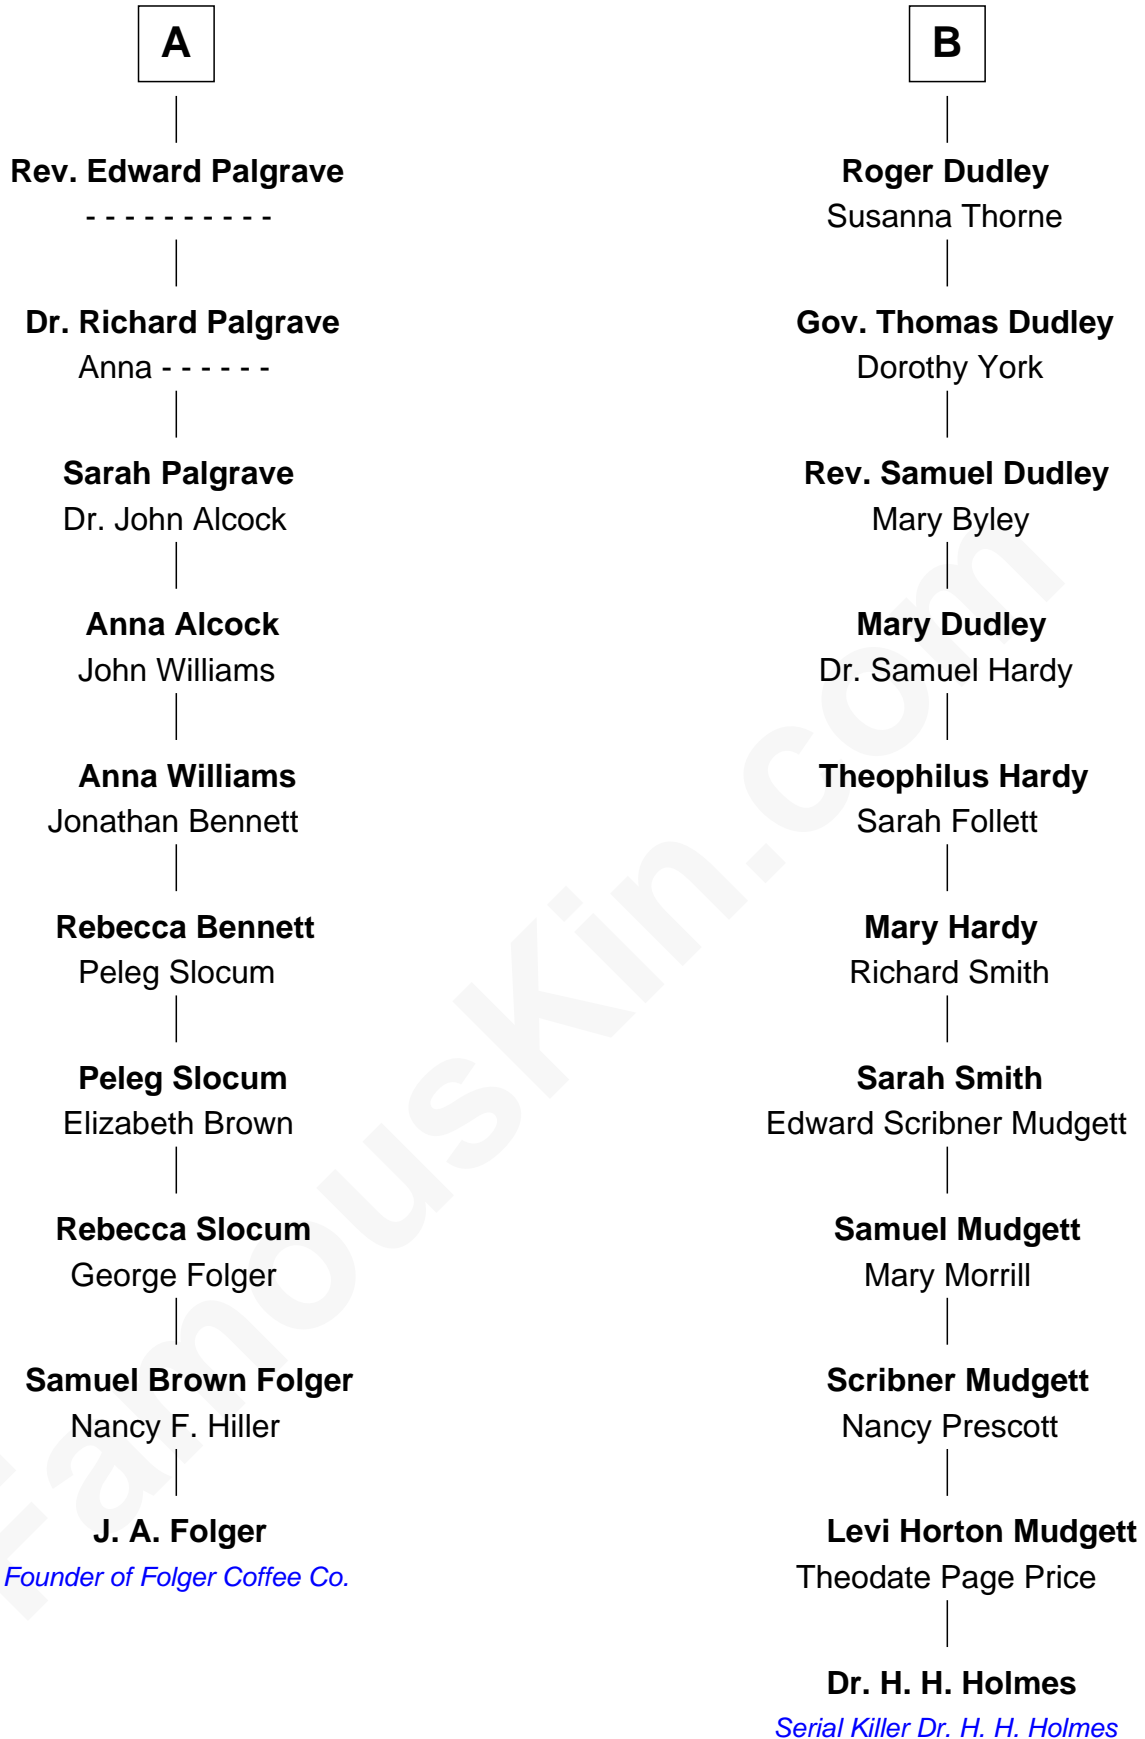 A
Rev. Edward Palgrave
- - - - - - - - - -
Dr. Richard Palgrave
Anna - - - - - -
Sarah Palgrave
Dr. John Alcock
Anna Alcock
John Williams
Anna Williams
Jonathan Bennett
Rebecca Bennett
Peleg Slocum
Peleg Slocum
Elizabeth Brown
Rebecca Slocum
George Folger
Samuel Brown Folger
Nancy F. Hiller
J. A. Folger
Founder of Folger Coffee Co.
B
Roger Dudley
Susanna Thorne
Gov. Thomas Dudley
Dorothy York
Rev. Samuel Dudley
Mary Byley
Mary Dudley
Dr. Samuel Hardy
Theophilus Hardy
Sarah Follett
Mary Hardy
Richard Smith
Sarah Smith
Edward Scribner Mudgett
Samuel Mudgett
Mary Morrill
Scribner Mudgett
Nancy Prescott
Levi Horton Mudgett
Theodate Page Price
Dr. H. H. Holmes
Serial Killer Dr. H. H. Holmes
FamousKin.com